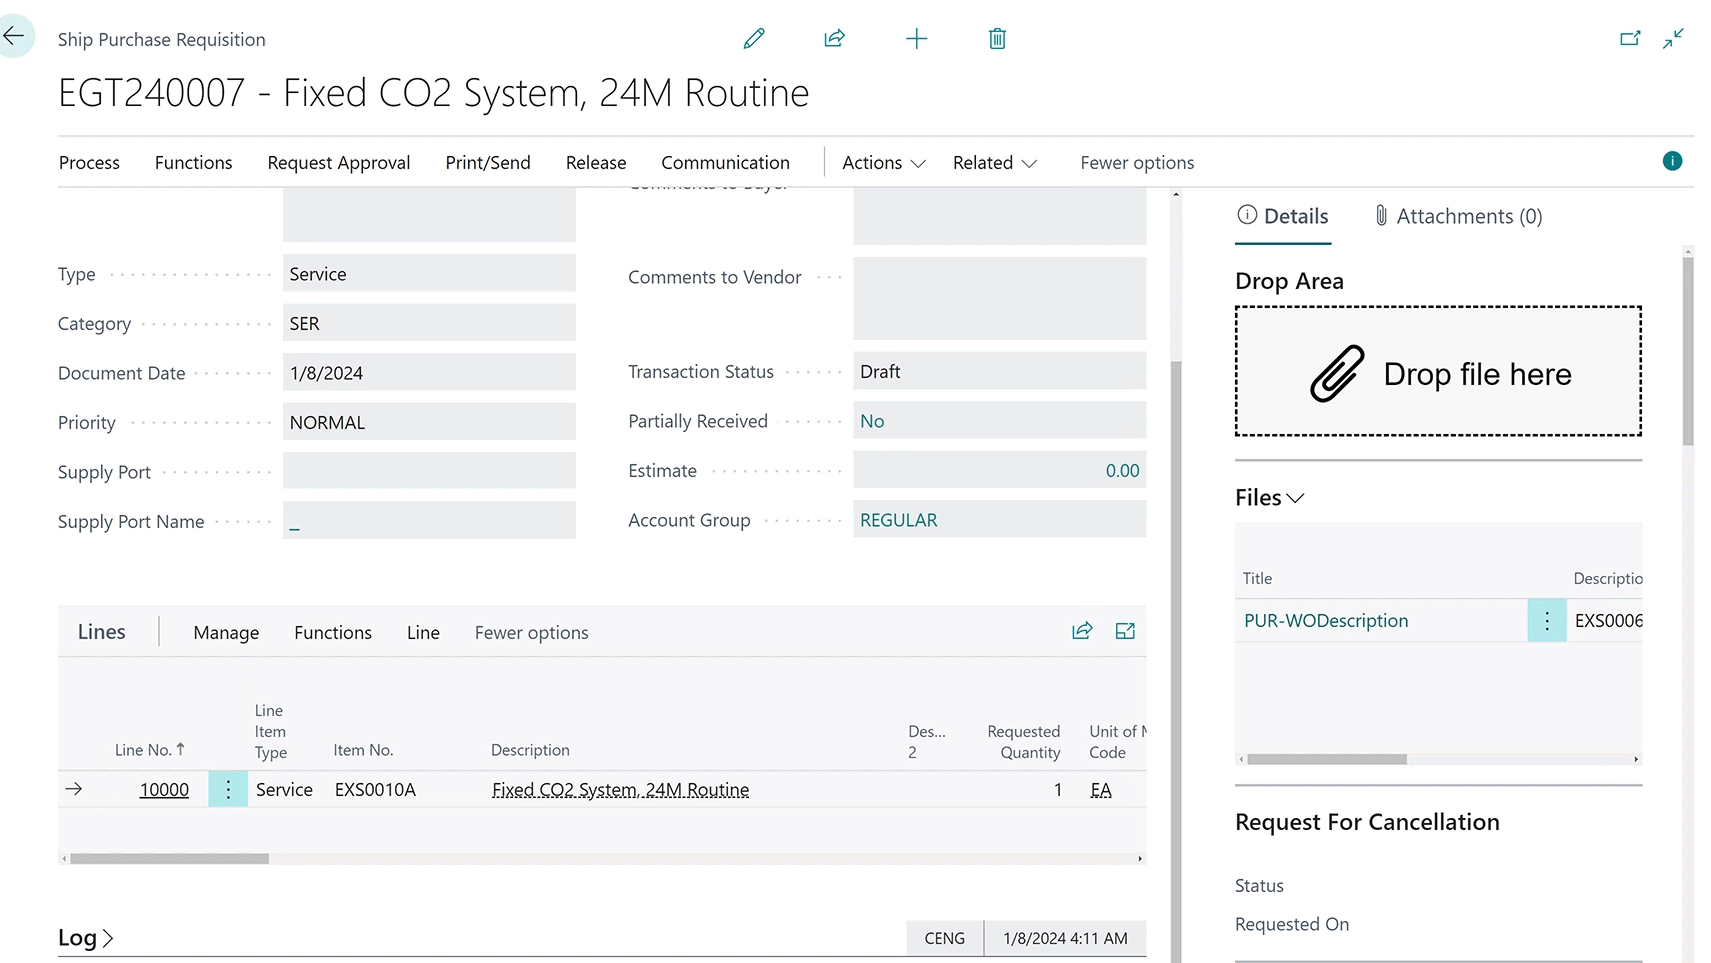 Ship Purchase Requisition
EGT240007 - Fixed CO2 System, 24M Routine
Process Functions Request Approval Print/Send Release Communication Actions Related Fewer options
Comments to Buyer
Type Service
Category SER
Document Date 1/8/2024
Priority NORMAL
Supply Port
Supply Port Name _
Comments to Vendor
Transaction Status Draft
Partially Received No
Estimate 0.00
Account Group REGULAR
Lines Manage Functions Line Fewer options
Line No. ↑ Line Item Type Item No. Description Des... 2 Requested Quantity Unit of M Code
10000 Service EXS0010A Fixed CO2 System, 24M Routine 1 EA
Log CENG 1/8/2024 4:11 AM
Details Attachments (0)
Drop Area
Drop file here
Files
Title Descriptio
PUR-WODescription EXS0006
Request For Cancellation
Status
Requested On